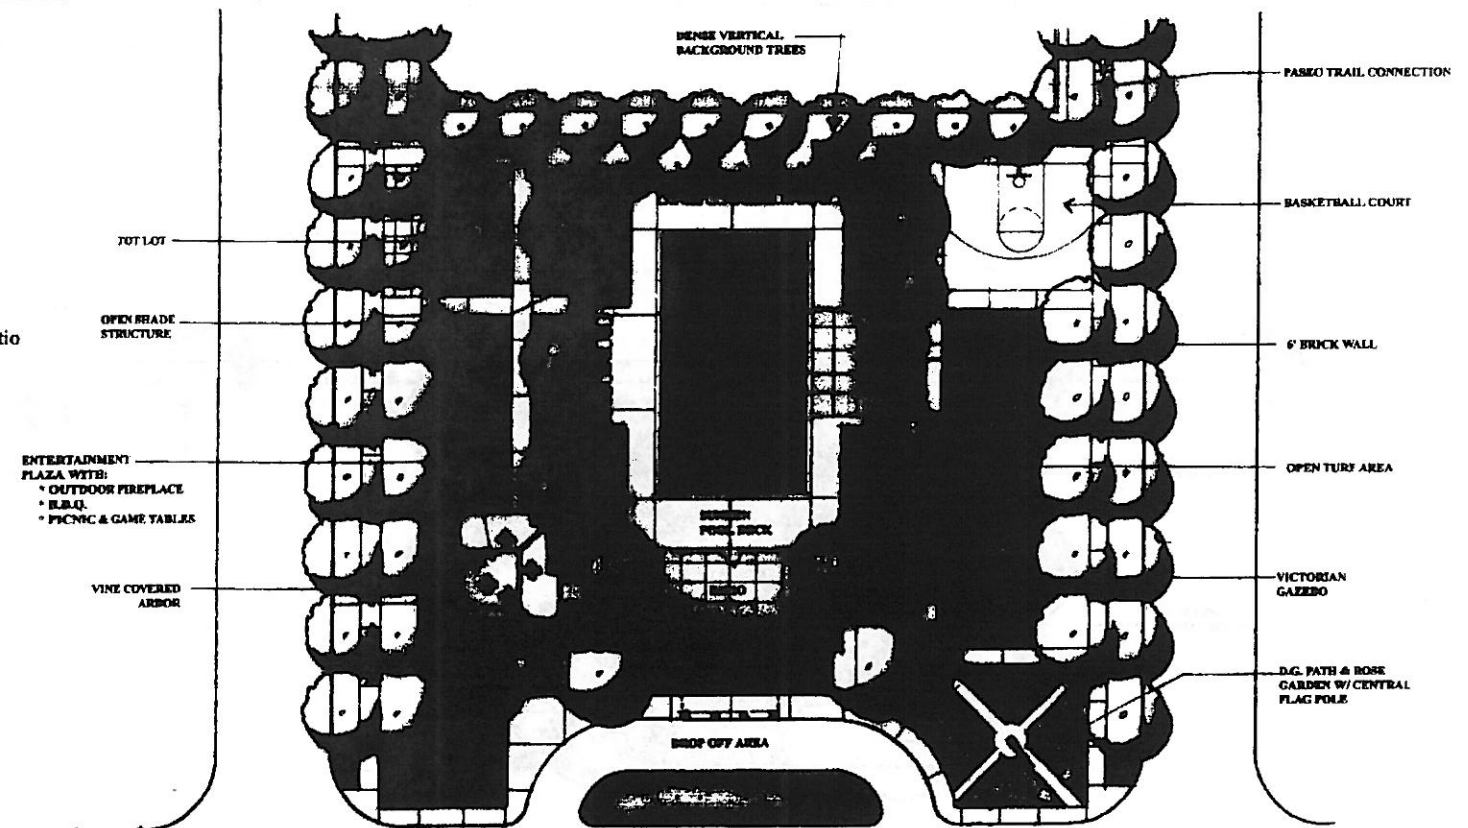 DENSE VERTICAL
BACKGROUND TREES
PASEO TRAIL CONNECTION
BASKETBALL COURT
TOT LOT
OPEN SHADE
STRUCTURE
tio
6' BRICK WALL
ENTERTAINMENT
PLAZA WITH:
* OUTDOOR FIREPLACE
* B.B.Q.
* PICNIC & GAME TABLES
OPEN TURF AREA
POOL DECK
VINE COVERED
ARBOR
VICTORIAN
GAZEBO
D.G. PATH & ROSE
GARDEN W/ CENTRAL
FLAG POLE
DROP OFF AREA